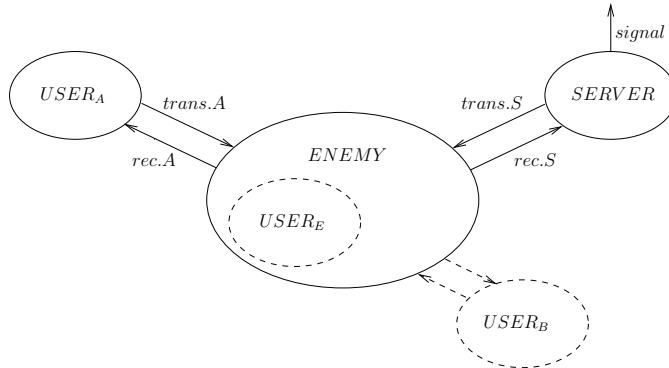 signal
USER_A
trans.A
trans.S
SERVER
rec.A
ENEMY
rec.S
USER_E
USER_B